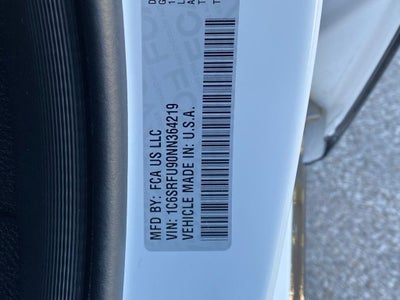 MFD BY: FCA US LLC
VIN: 1C6SRFU90NN364219
VEHICLE MADE IN: U.S.A.